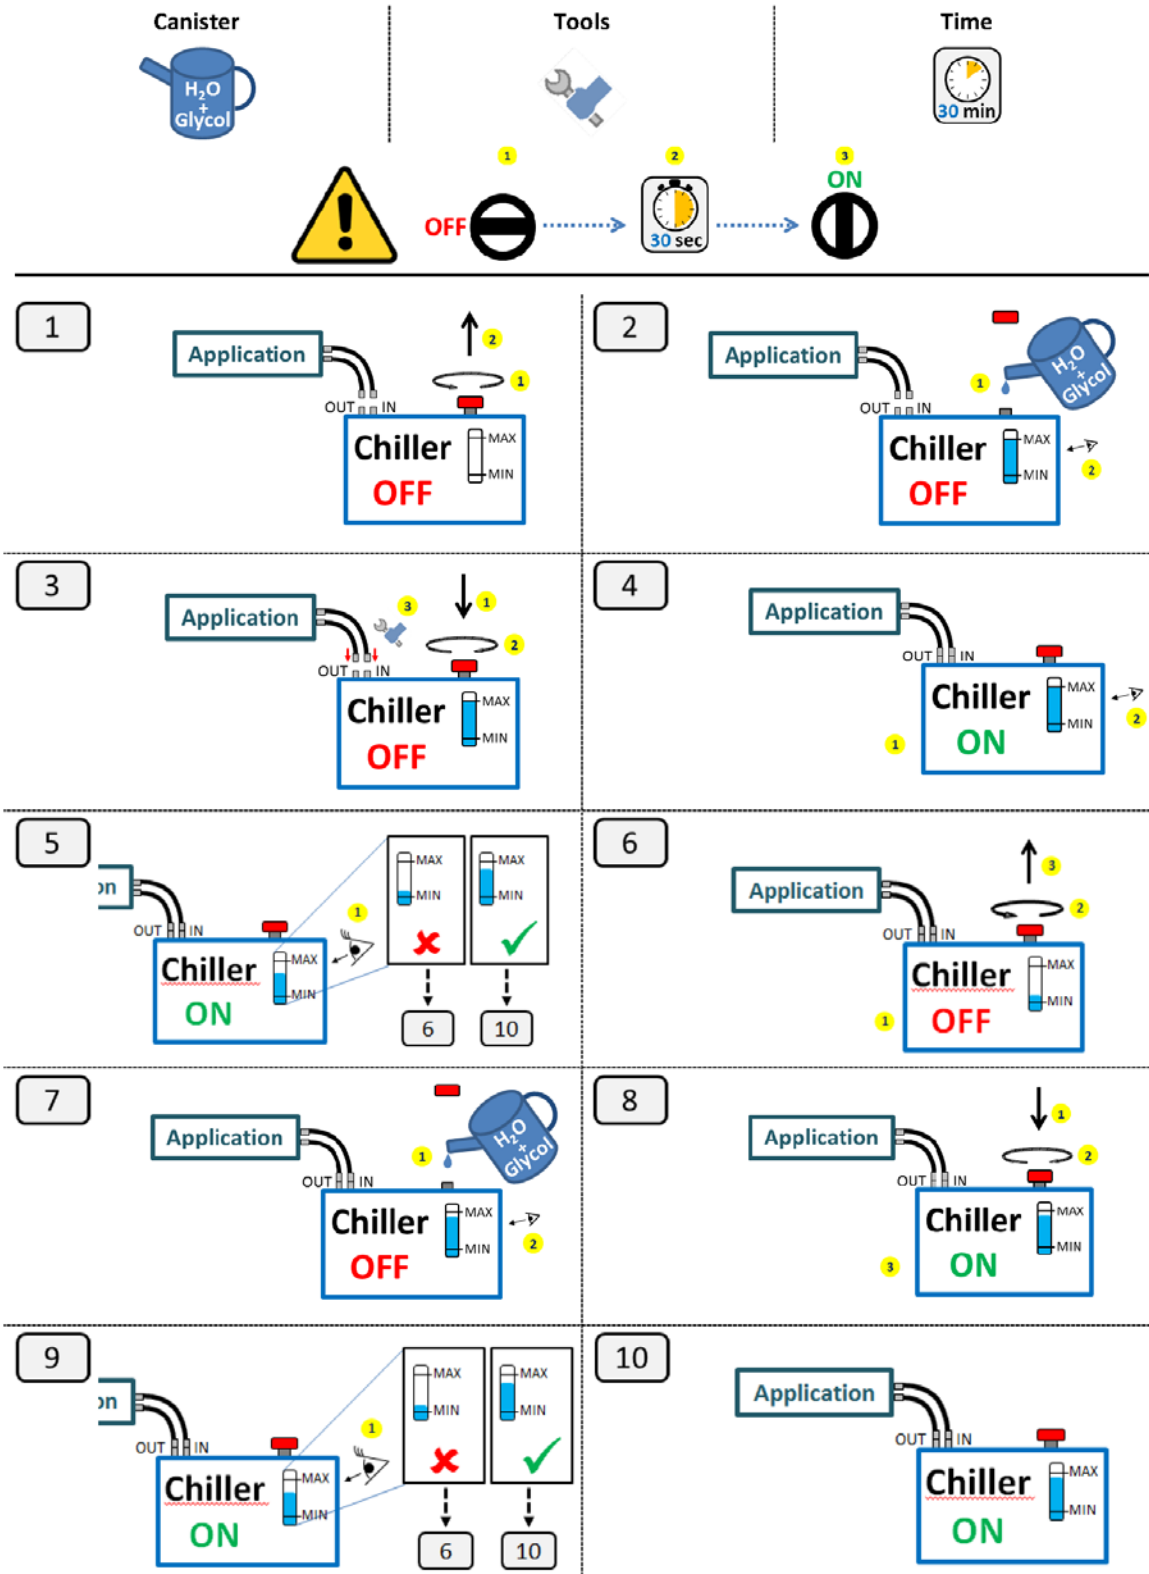 Canister
Tools
Time
H2O
+
Glycol
30 min
1
2
3
ON
OFF
30 sec
1
Application
2
1
OUT
IN
Chiller
MAX
MIN
OFF
2
Application
H2O
+
Glycol
1
OUT
IN
Chiller
MAX
MIN
2
OFF
3
Application
3
1
2
OUT
IN
Chiller
MAX
MIN
OFF
4
Application
OUT
IN
Chiller
MAX
MIN
2
1
ON
5
on
OUT
IN
1
Chiller
MAX
MIN
ON
MAX
MIN
MAX
MIN
6
10
6
Application
3
2
OUT
IN
Chiller
MAX
MIN
1
OFF
7
Application
H2O
+
Glycol
1
OUT
IN
Chiller
MAX
MIN
2
OFF
8
Application
1
2
OUT
IN
Chiller
MAX
MIN
3
ON
9
on
OUT
IN
1
Chiller
MAX
MIN
ON
MAX
MIN
MAX
MIN
6
10
10
Application
OUT
IN
Chiller
MAX
MIN
ON